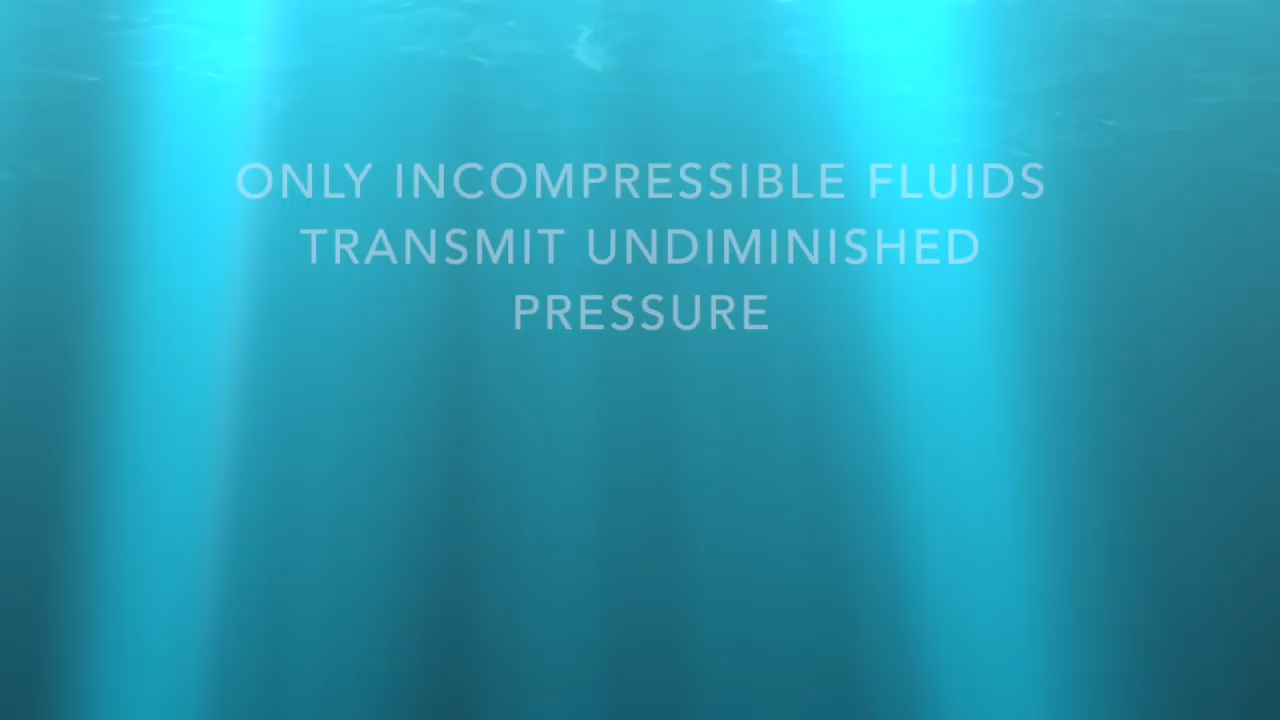 ONLY INCOMPRESSIBLE FLUIDS
TRANSMIT UNDIMINISHED
PRESSURE